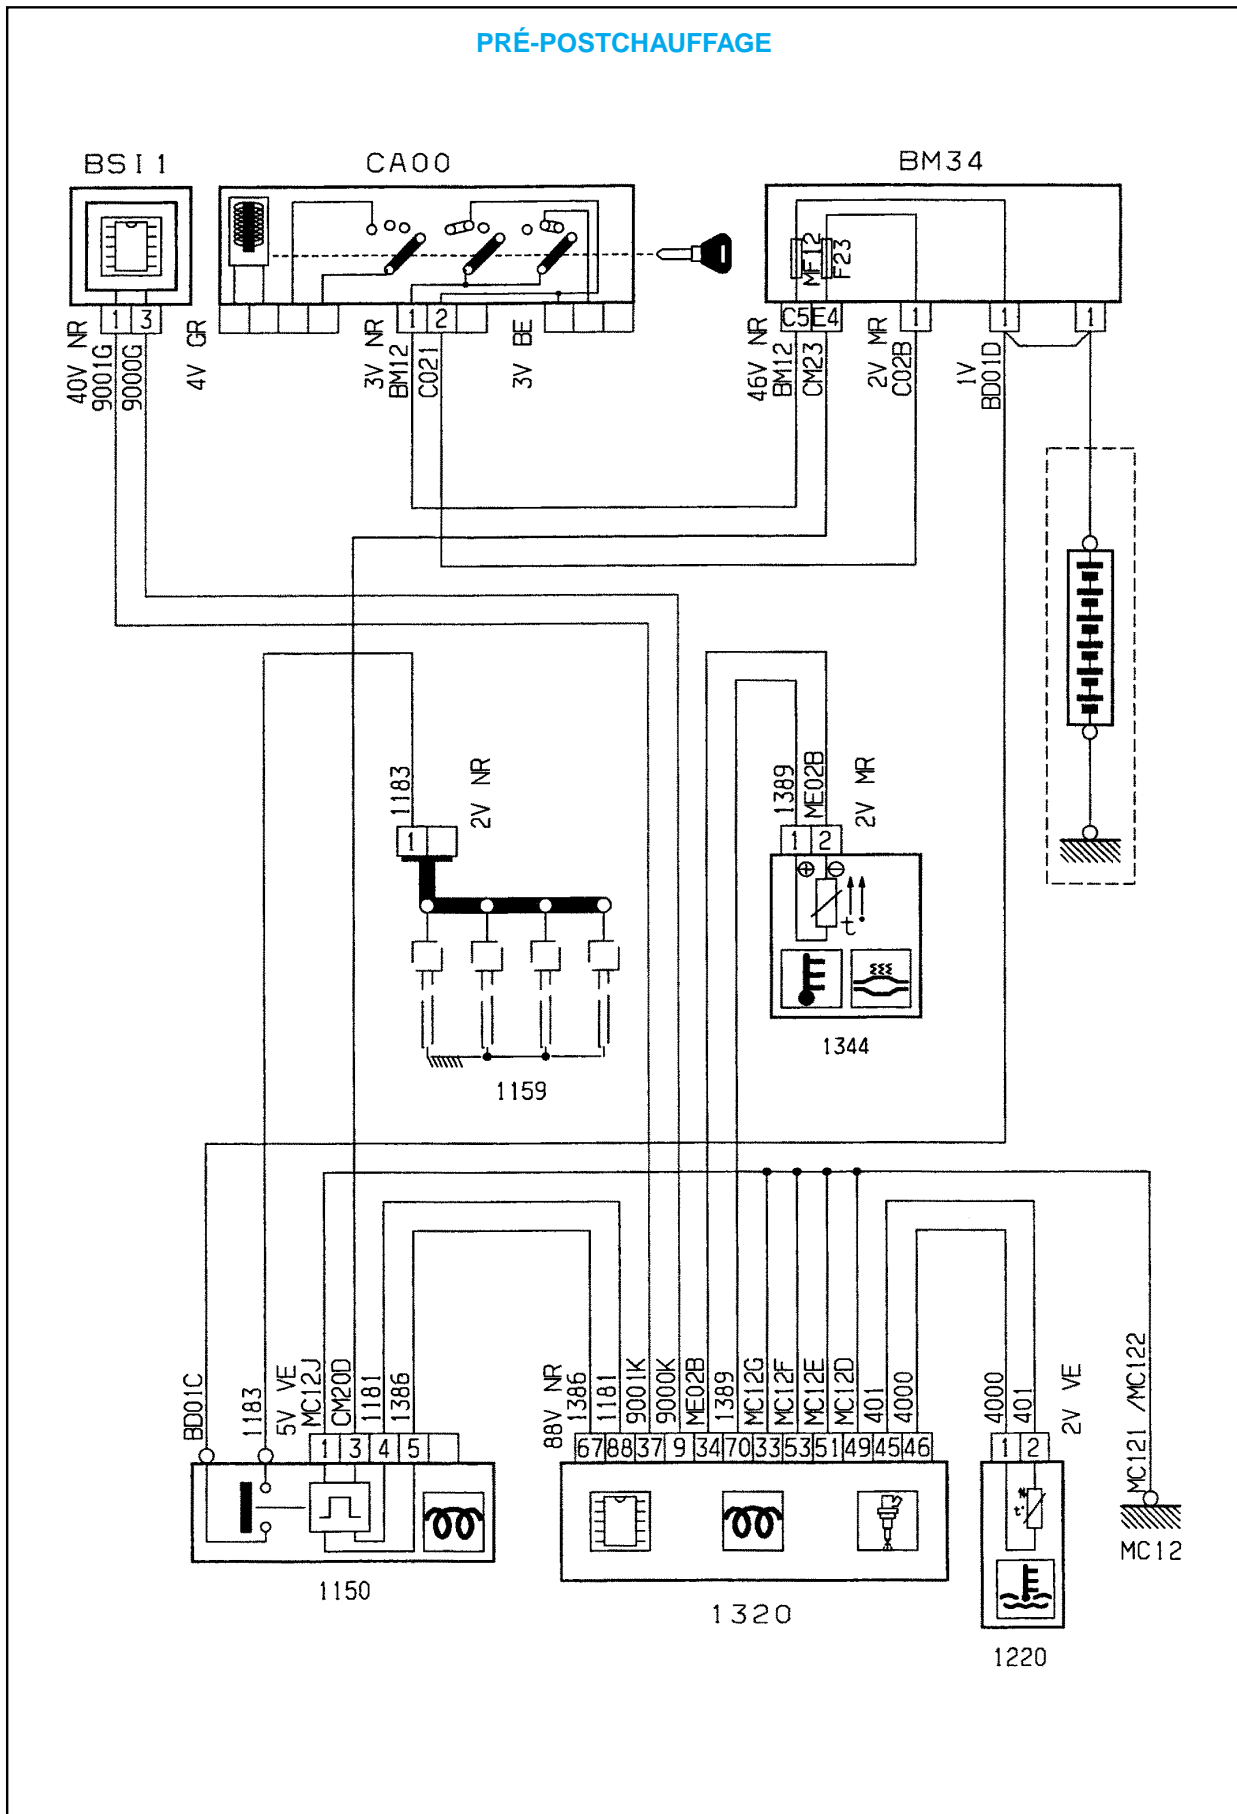 PRÉ-POSTCHAUFFAGE
BSI1
CA00
BM34
MF12
F23
1 3
1 2
C5 E4
1
1
1
40V NR
9001G
9000G
4V GR
3V NR
BM12
C021
3V BE
46V NR
BM12
CM23
2V MR
C02B
1V
BD01D
1183
2V NR
1
1389
ME02B
2V MR
1 2
t°
1344
1159
BD01C
1183
5V VE
MC12J
CM20D
1181
1386
88V NR
1386
1181
9001K
9000K
ME02B
1389
MC12G
MC12F
MC12E
MC12D
401
4000
4000
401
2V VE
MC121 /MC122
1 3 4 5
67 88 37 9 34 70 33 53 51 49 45 46
1 2
t°
MC12
1150
1320
1220